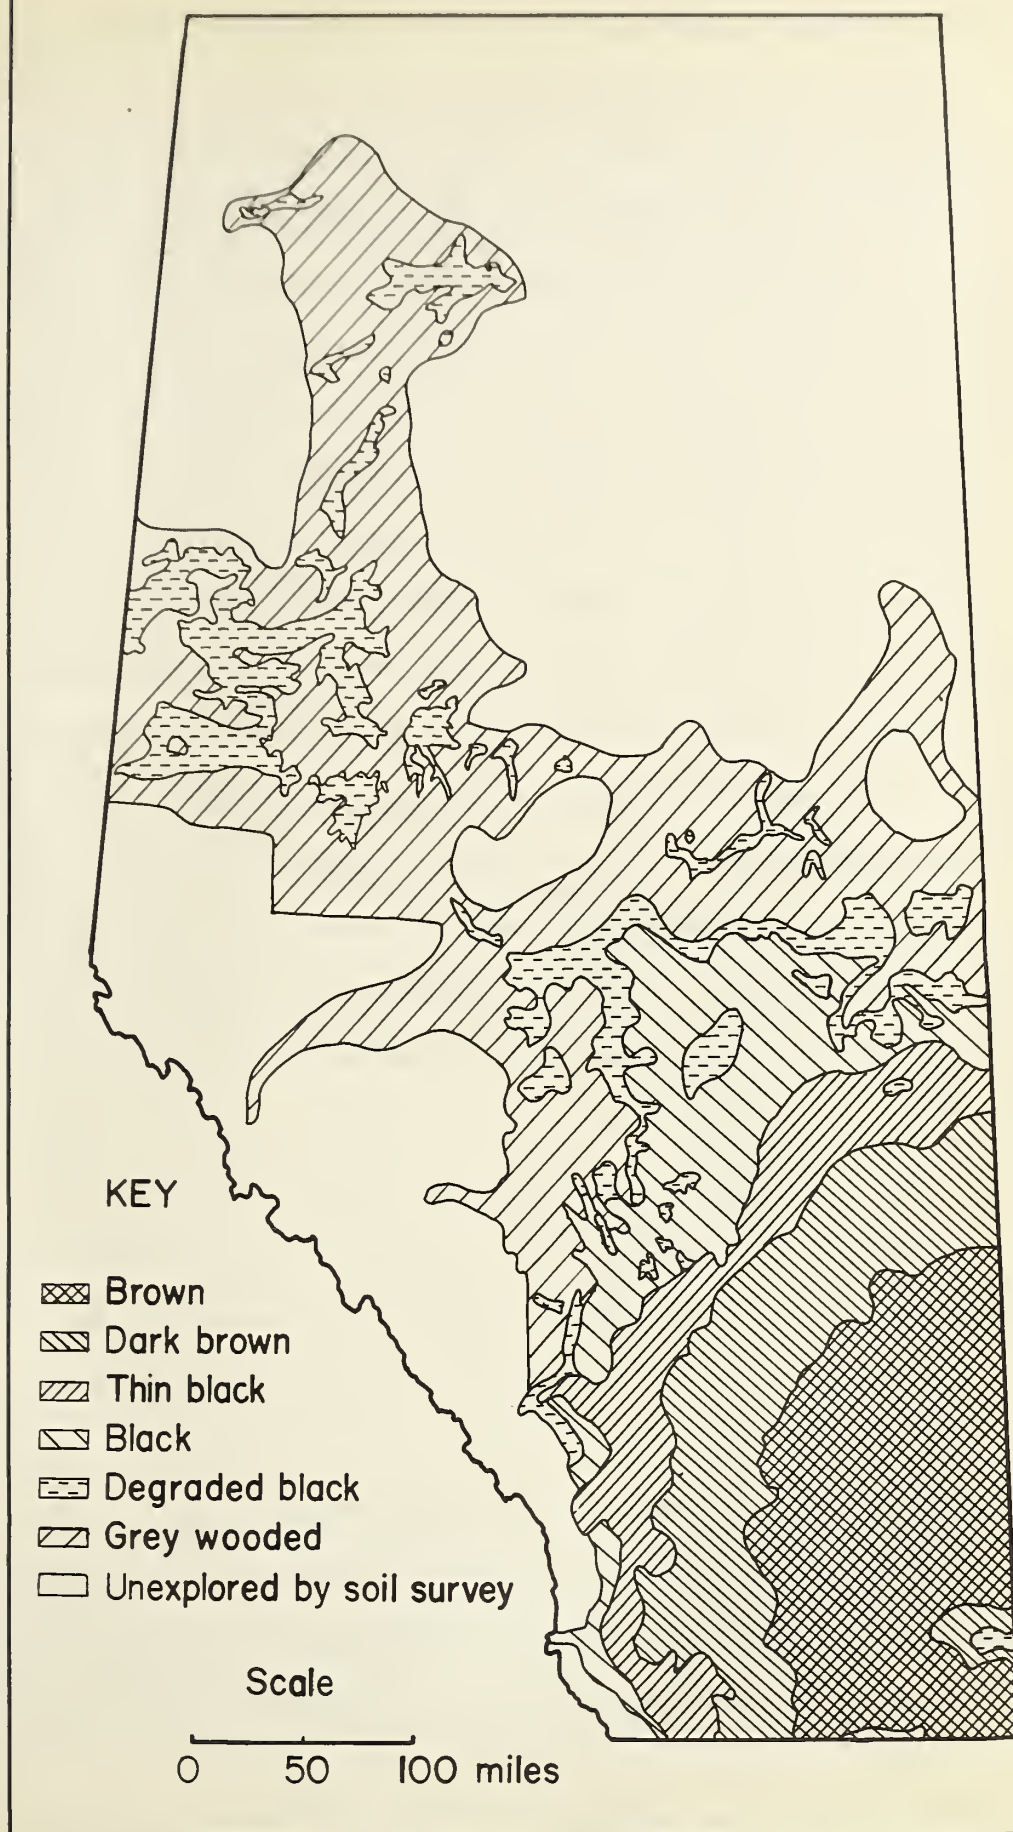 KEY
Brown
Dark brown
Thin black
Black
Degraded black
Grey wooded
Unexplored by soil survey
Scale
0 50 100 miles